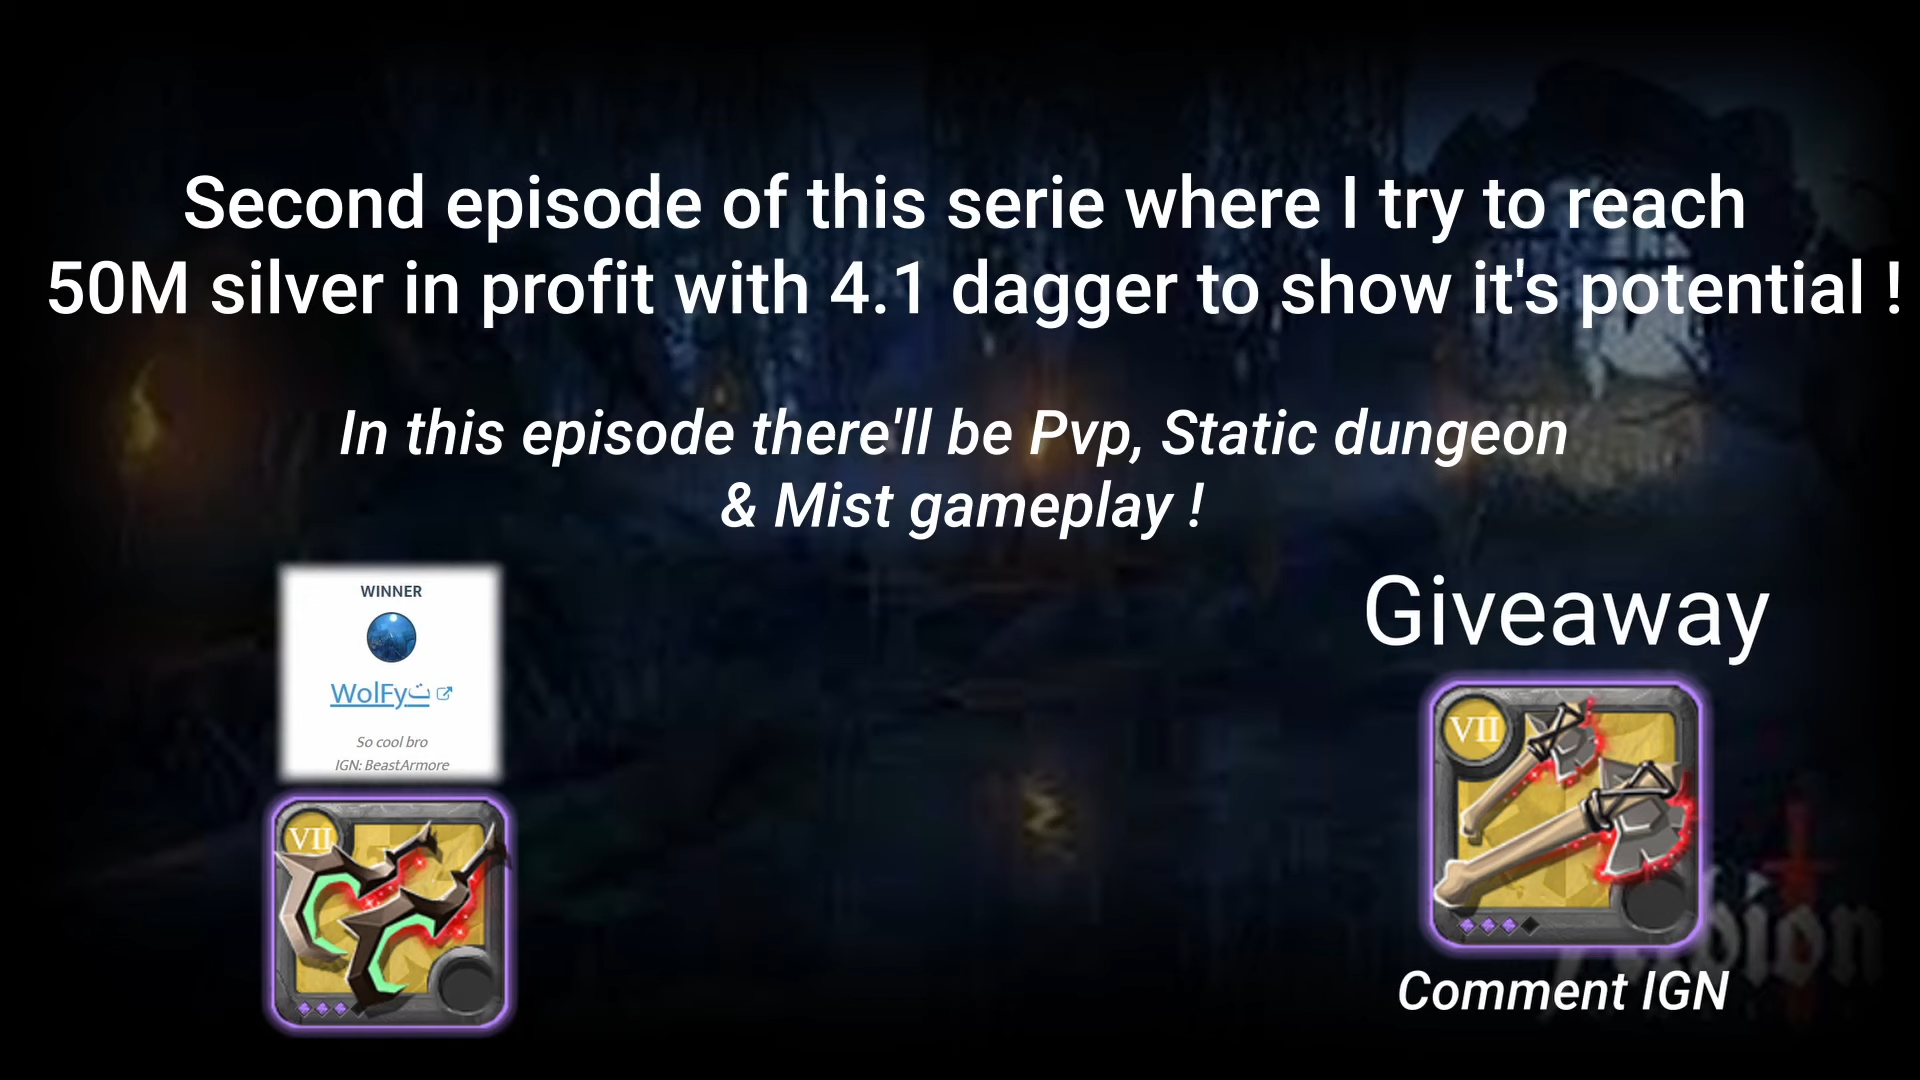 Second episode of this serie where I try to reach
50M silver in profit with 4.1 dagger to show it's potential !
In this episode there'll be Pvp, Static dungeon
& Mist gameplay !
WINNER
WolFyت
So cool bro
IGN: BeastArmore
VII
Giveaway
VII
Comment IGN